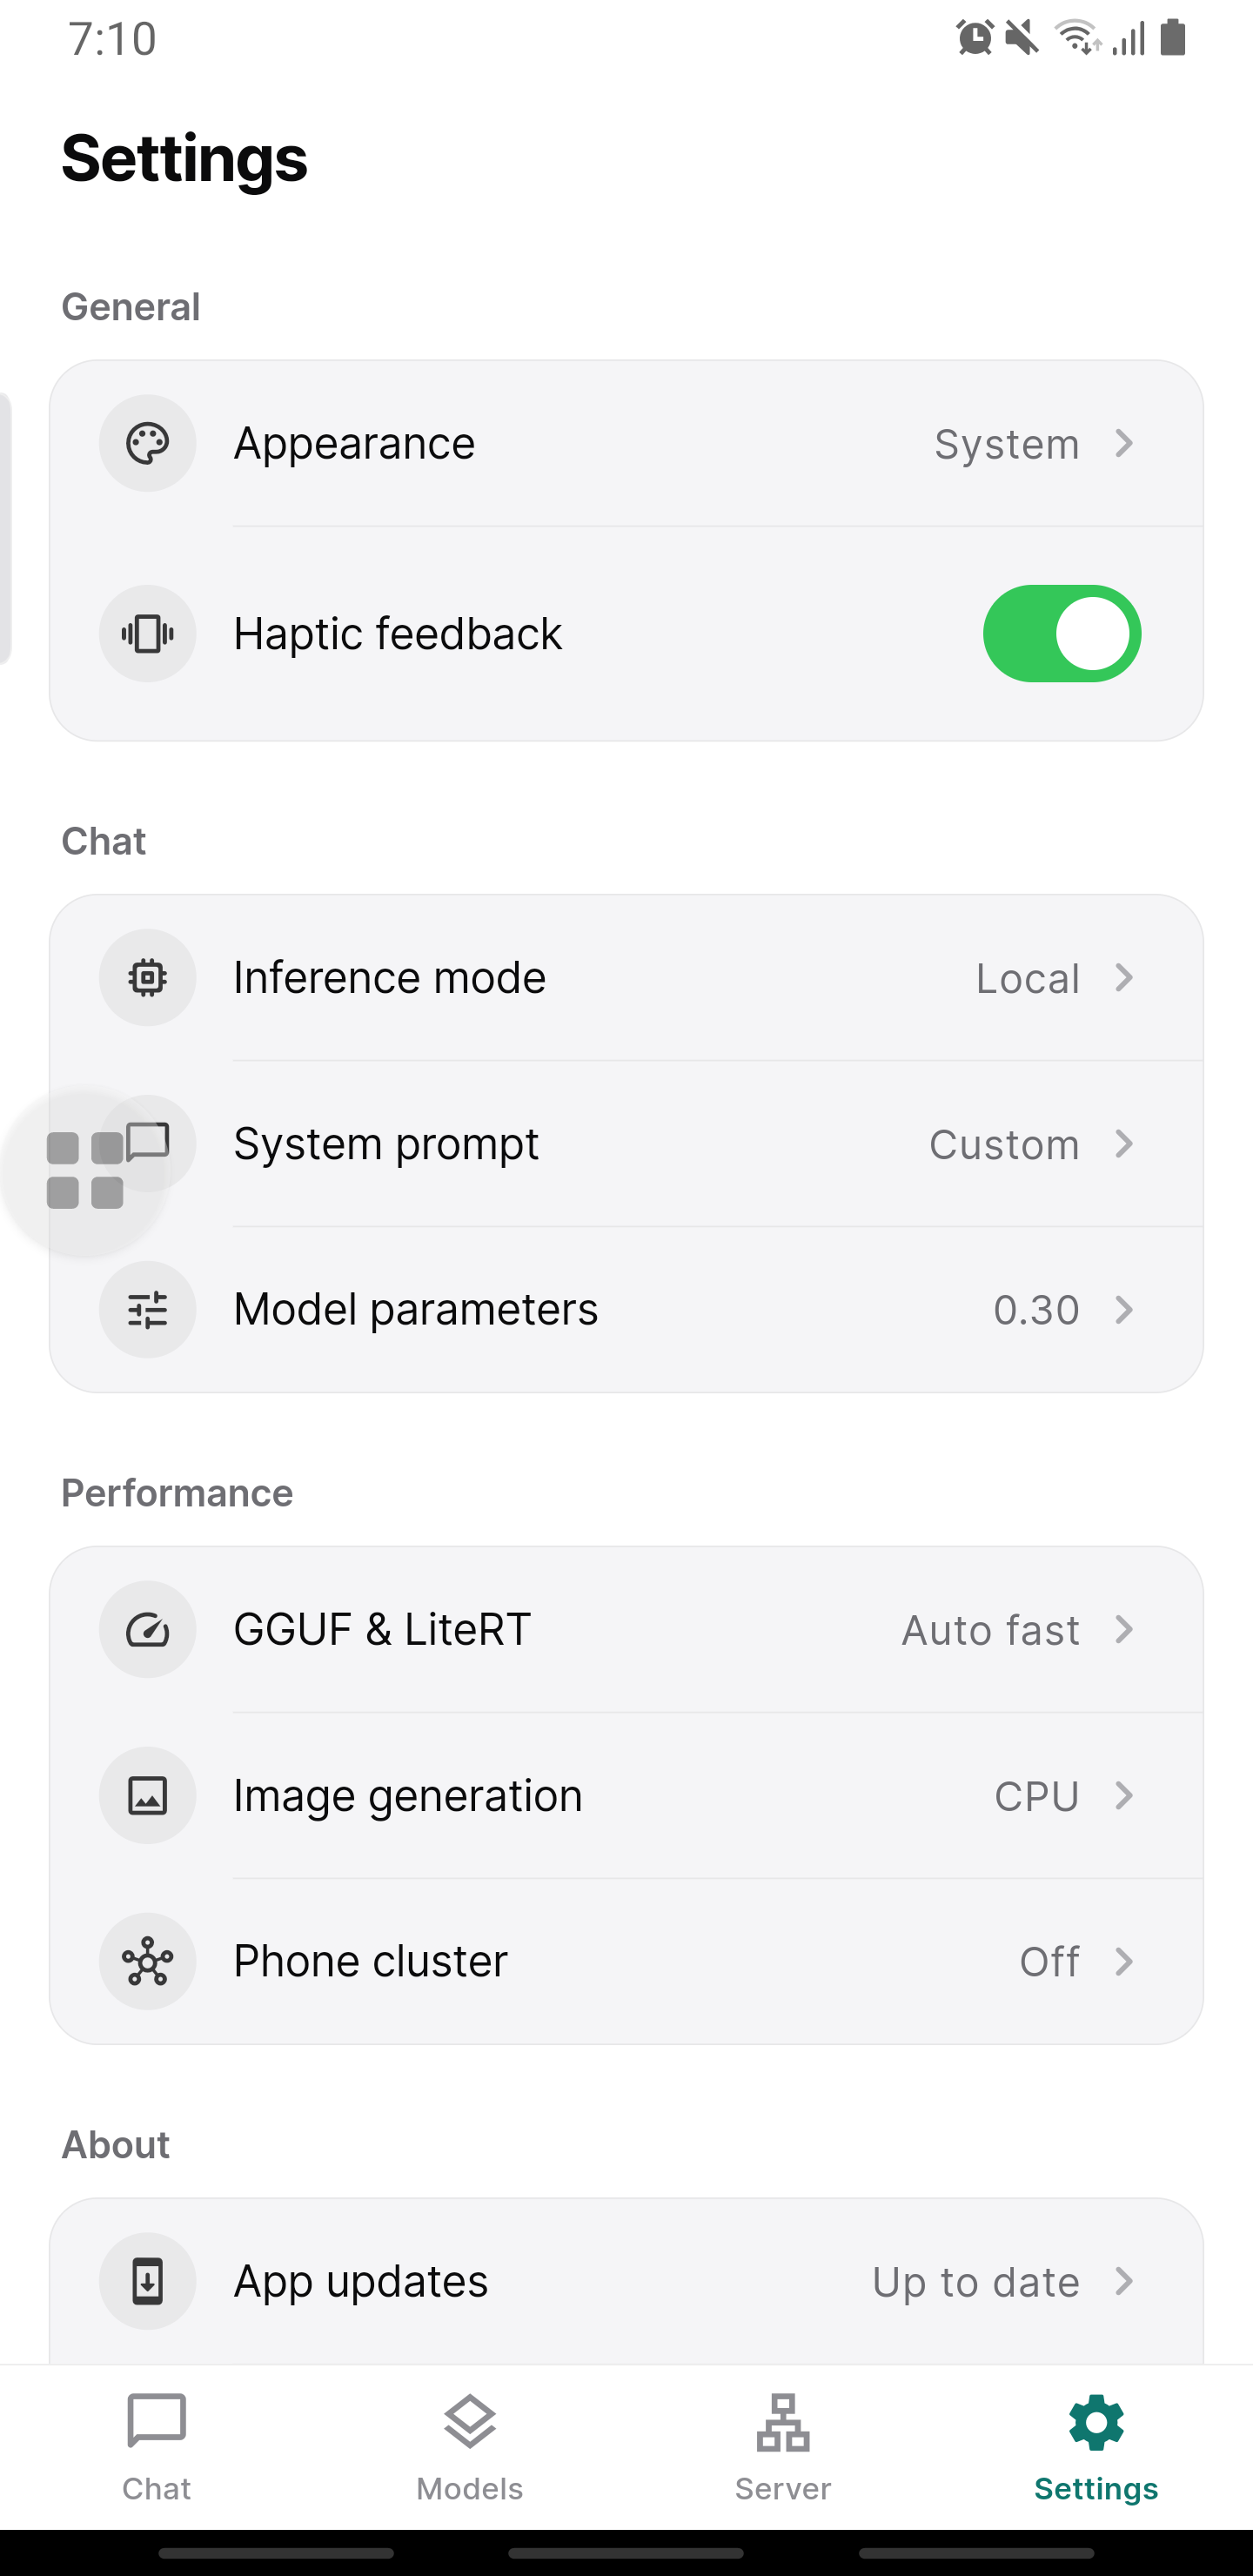 7:10
Settings
General
Appearance System
Haptic feedback
Chat
Inference mode Local
System prompt Custom
Model parameters 0.30
Performance
GGUF & LiteRT Auto fast
Image generation CPU
Phone cluster Off
About
App updates Up to date
Chat Models Server Settings